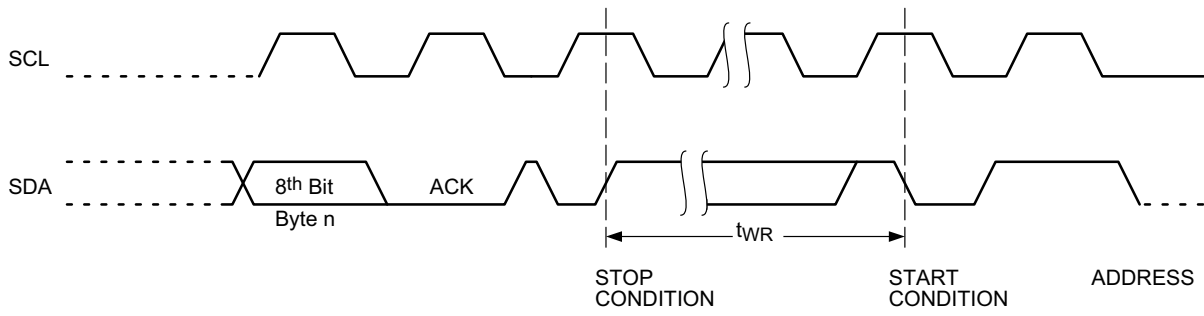 SCL
SDA
8th Bit
ACK
Byte n
tWR
STOP
CONDITION
START
CONDITION
ADDRESS